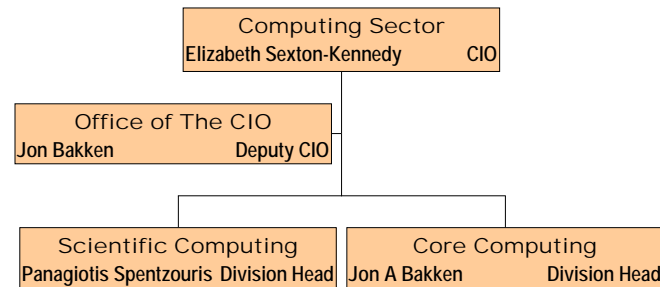 Computing Sector
Elizabeth Sexton-Kennedy CIO
Office of The CIO
Jon Bakken Deputy CIO
Scientific Computing
Panagiotis Spentzouris Division Head
Core Computing
Jon A Bakken Division Head